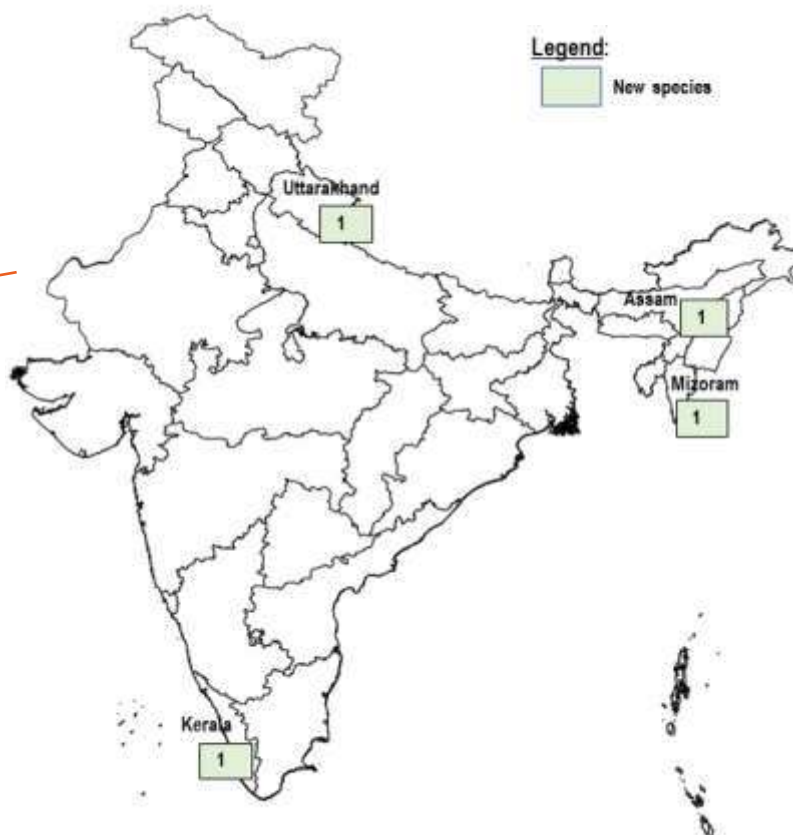 Legend:
New species
Uttarakhand
1
Assam
1
Mizoram
1
Kerala
1